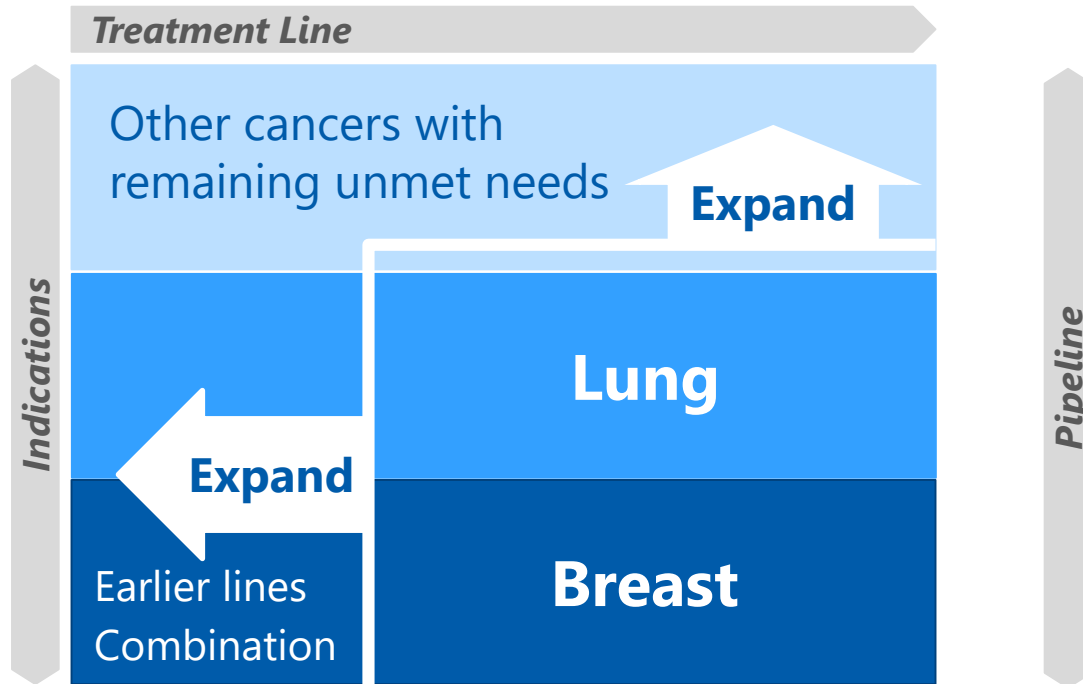 Treatment Line
Other cancers with
remaining unmet needs
Expand
Indications
Lung
Pipeline
Expand
Earlier lines
Combination
Breast